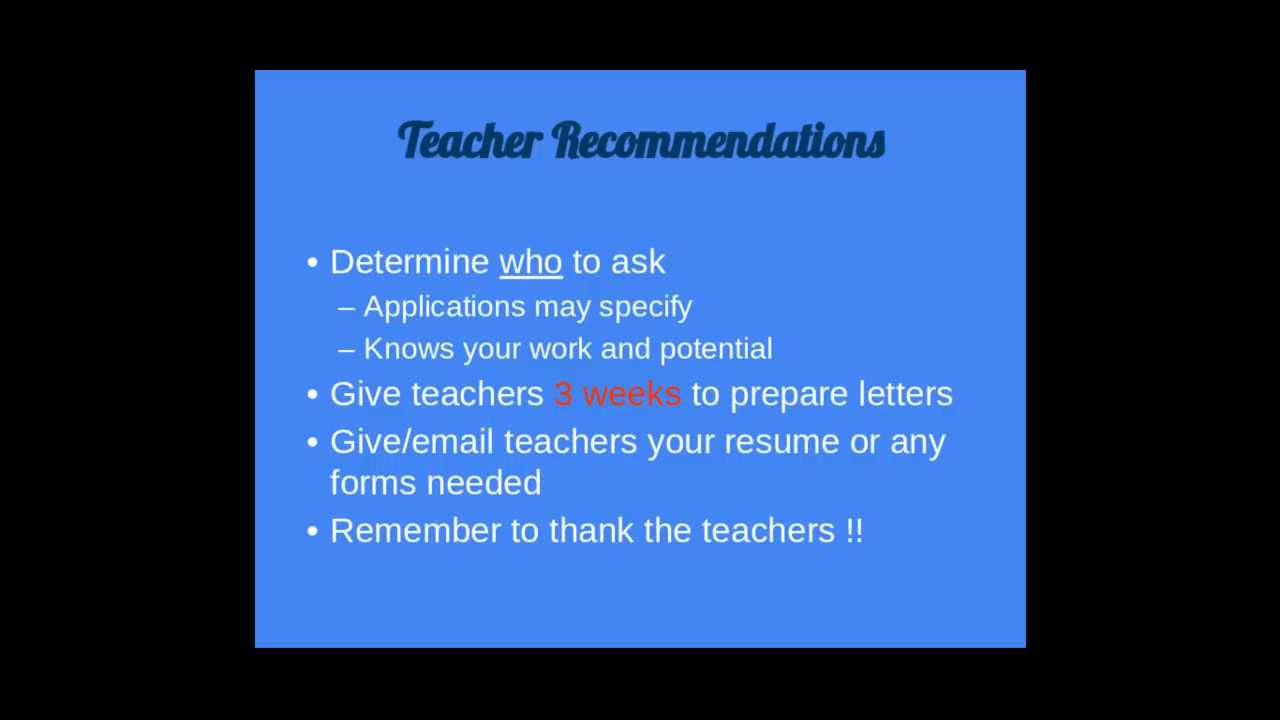 Teacher Recommendations
• Determine who to ask
– Applications may specify
– Knows your work and potential
• Give teachers 3 weeks to prepare letters
• Give/email teachers your resume or any
forms needed
• Remember to thank the teachers !!